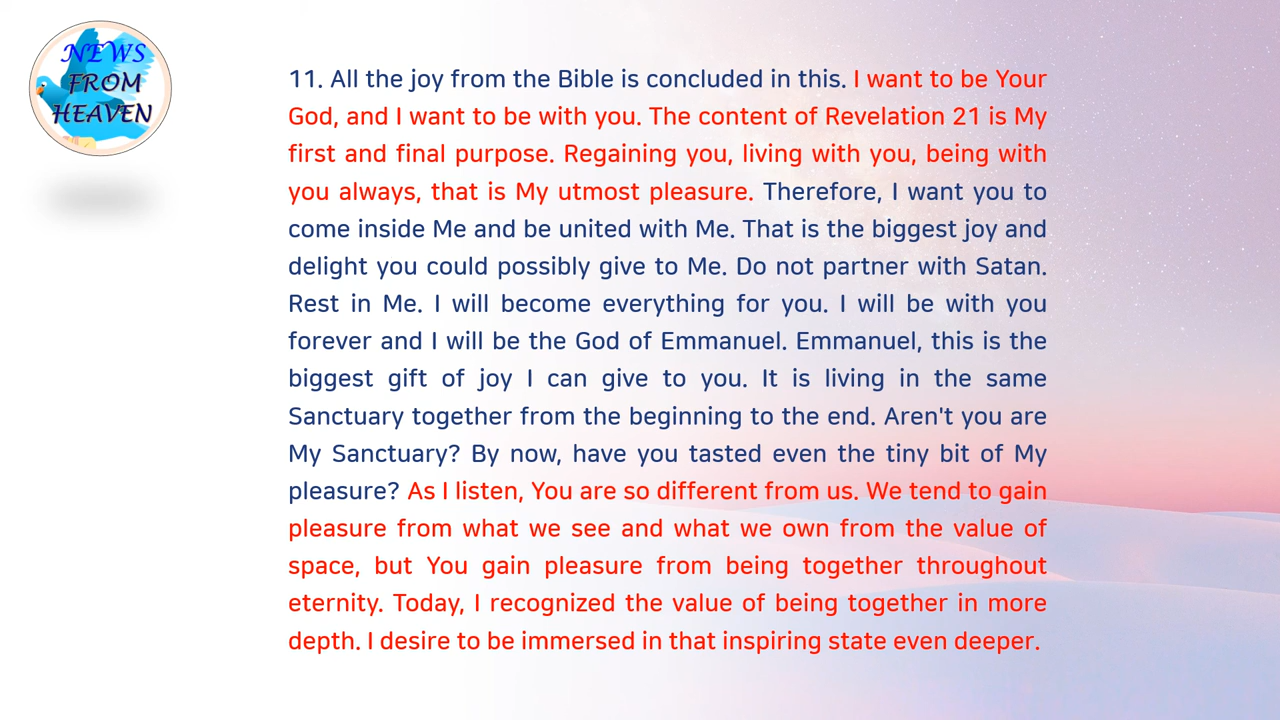 NEWS
FROM
HEAVEN
11. All the joy from the Bible is concluded in this. I want to be Your
God, and I want to be with you. The content of Revelation 21 is My
first and final purpose. Regaining you, living with you, being with
you always, that is My utmost pleasure. Therefore, I want you to
come inside Me and be united with Me. That is the biggest joy and
delight you could possibly give to Me. Do not partner with Satan.
Rest in Me. I will become everything for you. I will be with you
forever and I will be the God of Emmanuel. Emmanuel, this is the
biggest gift of joy I can give to you. It is living in the same
Sanctuary together from the beginning to the end. Aren't you are
My Sanctuary? By now, have you tasted even the tiny bit of My
pleasure? As I listen, You are so different from us. We tend to gain
pleasure from what we see and what we own from the value of
space, but You gain pleasure from being together throughout
eternity. Today, I recognized the value of being together in more
depth. I desire to be immersed in that inspiring state even deeper.